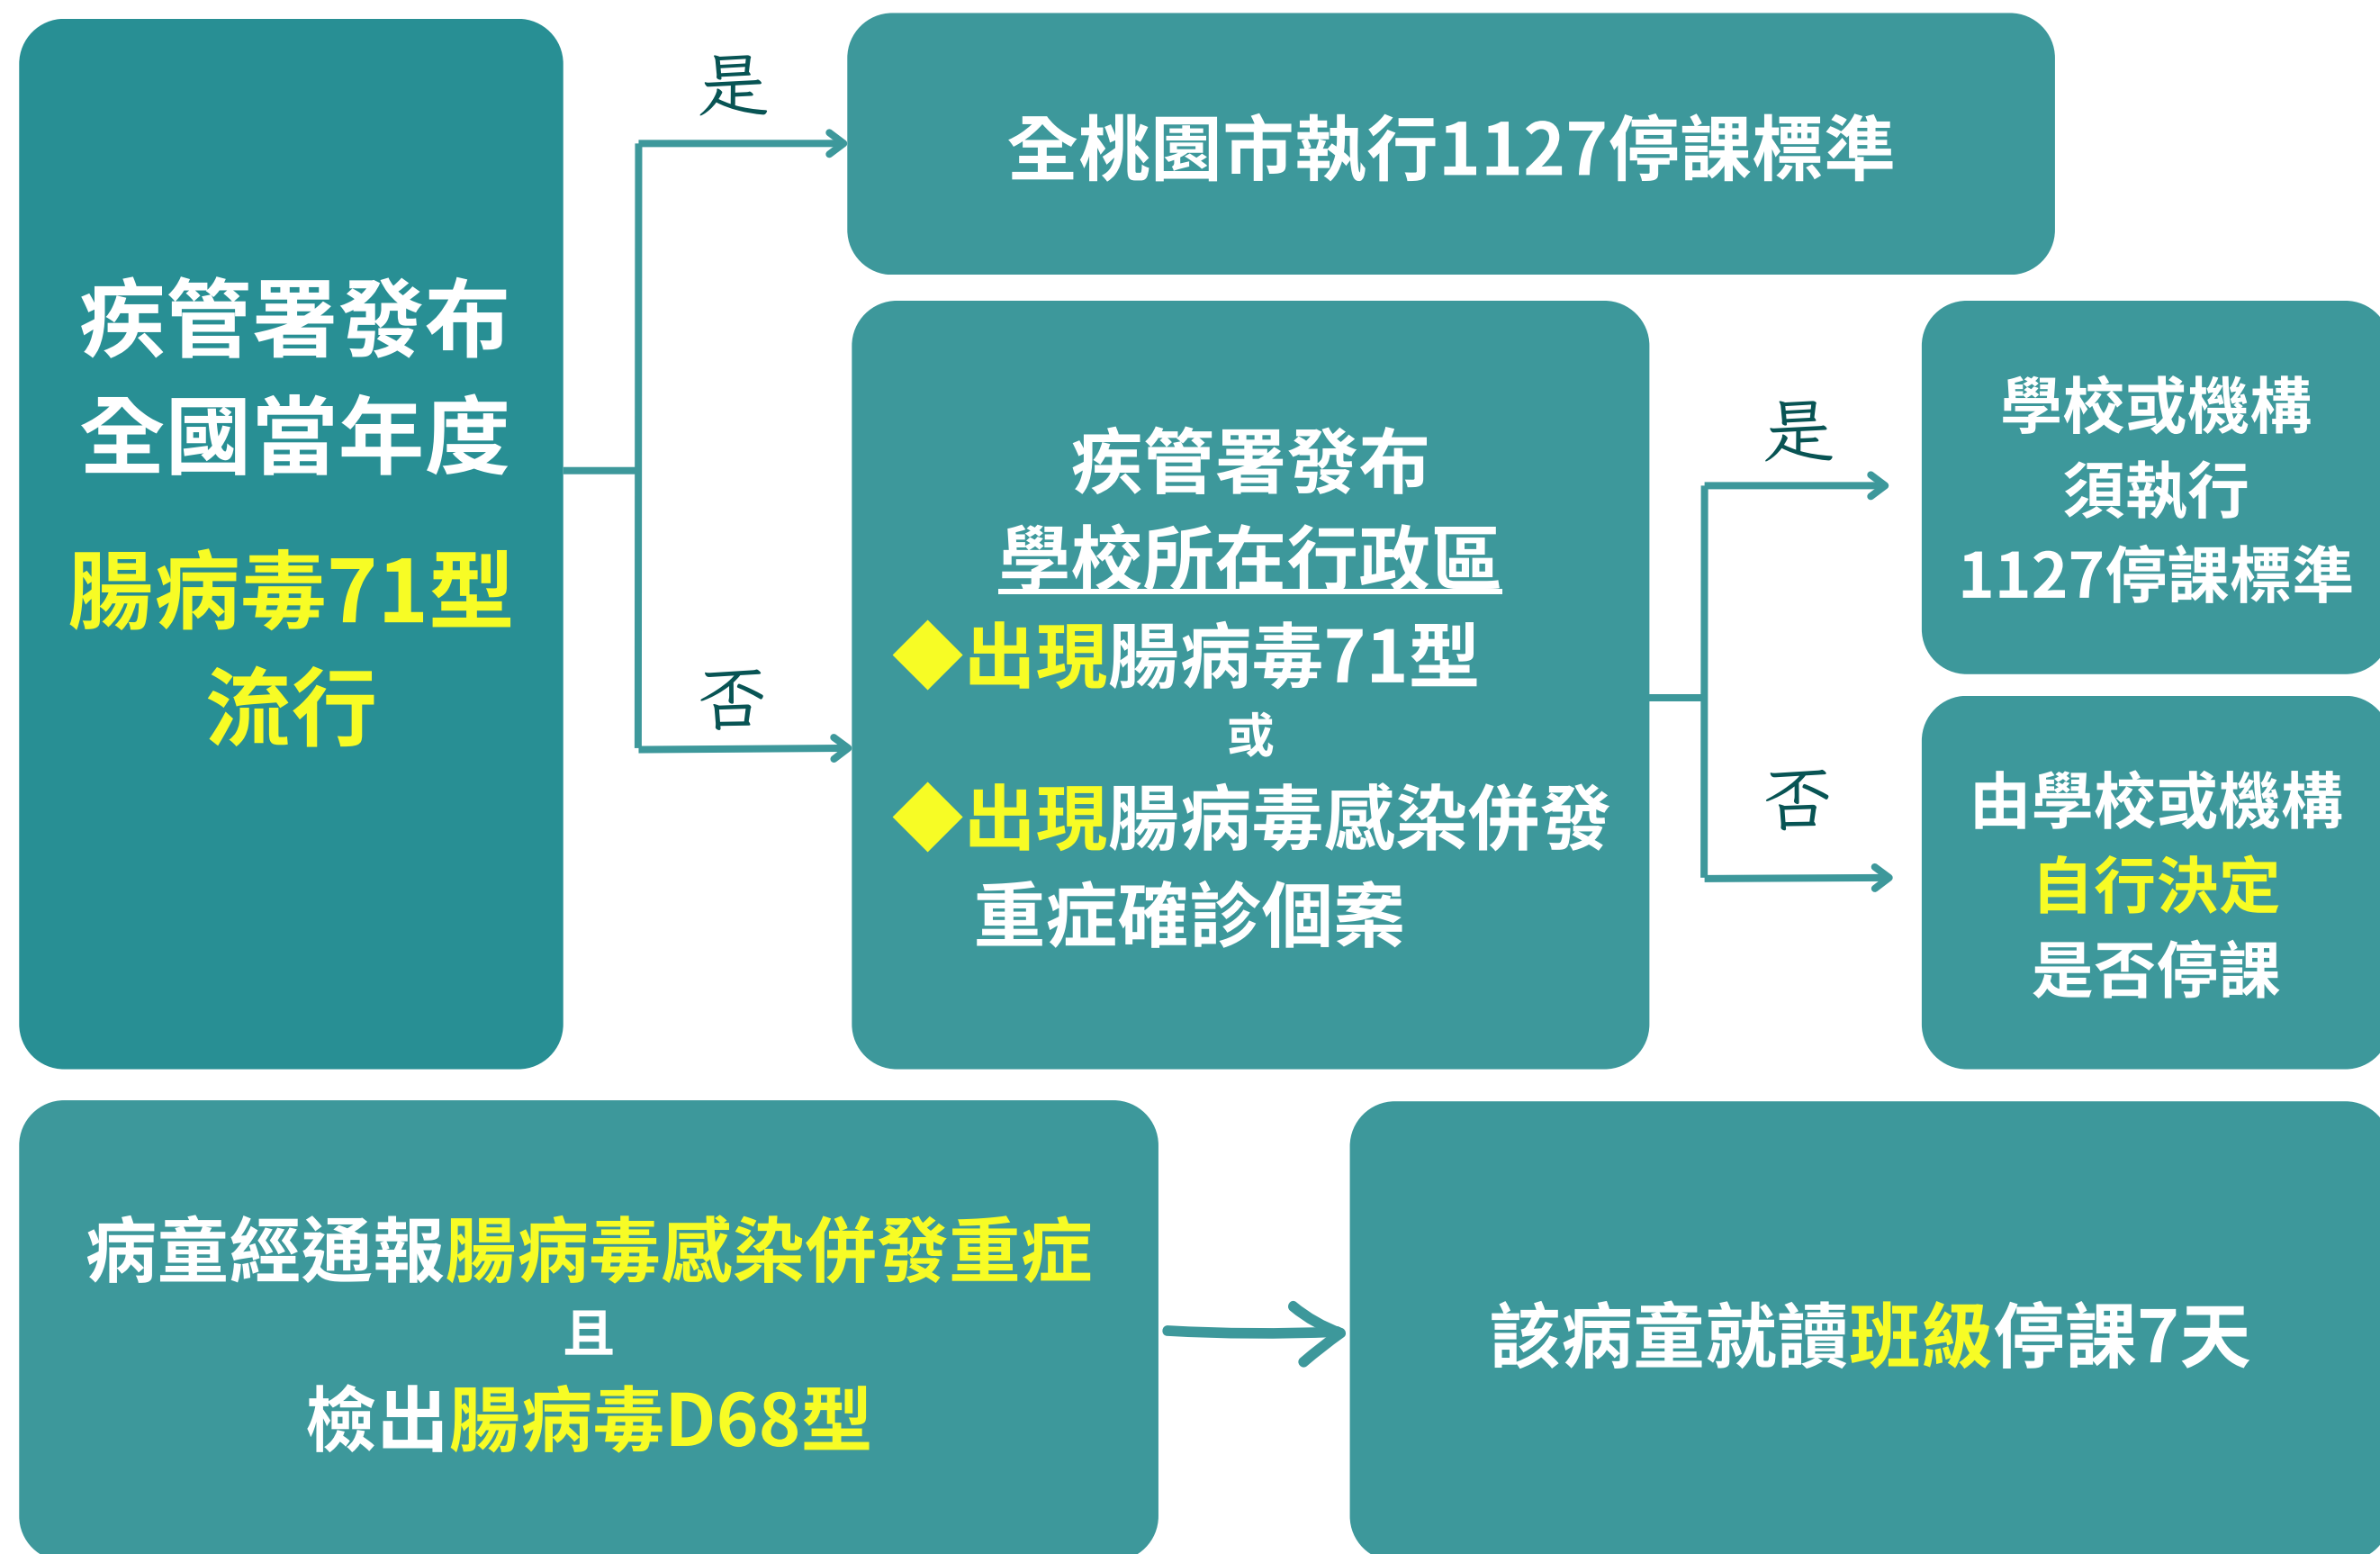 疾管署發布
全國當年度
腸病毒71型
流行
是
全幼園市執行1127停課標準
否
疾管署發布
學校所在行政區
◆出現腸病毒71型
或
◆出現腸病毒感染併發
重症確診個案
是
學校或機構
須執行
1127停課標準
否
由學校或機構
自行決定
是否停課
病童經通報腸病毒感染併發重症
且
檢出腸病毒D68型
該病童就讀班級停課7天